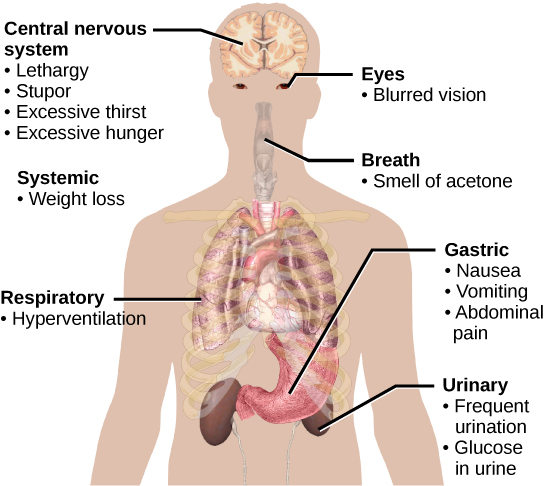 Central nervous
system
• Lethargy
• Stupor
• Excessive thirst
• Excessive hunger
Systemic
• Weight loss
Respiratory
• Hyperventilation
Eyes
• Blurred vision
Breath
• Smell of acetone
Gastric
• Nausea
• Vomiting
• Abdominal
pain
Urinary
• Frequent
urination
• Glucose
in urine